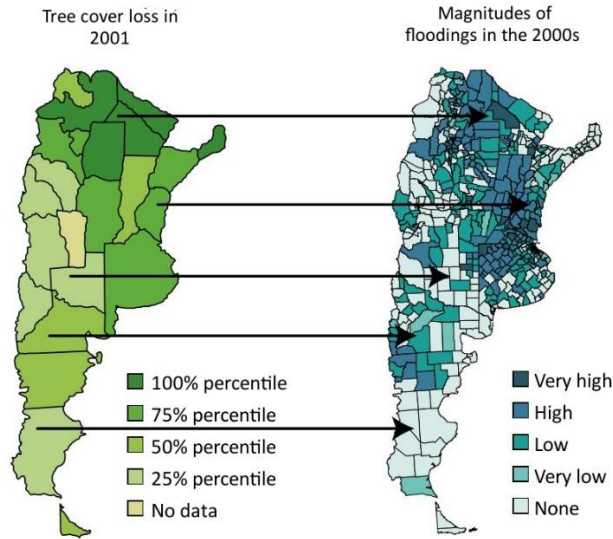 Tree cover loss in
2001
Magnitudes of
floodings in the 2000s
100% percentile
75% percentile
50% percentile
25% percentile
No data
Very high
High
Low
Very low
None